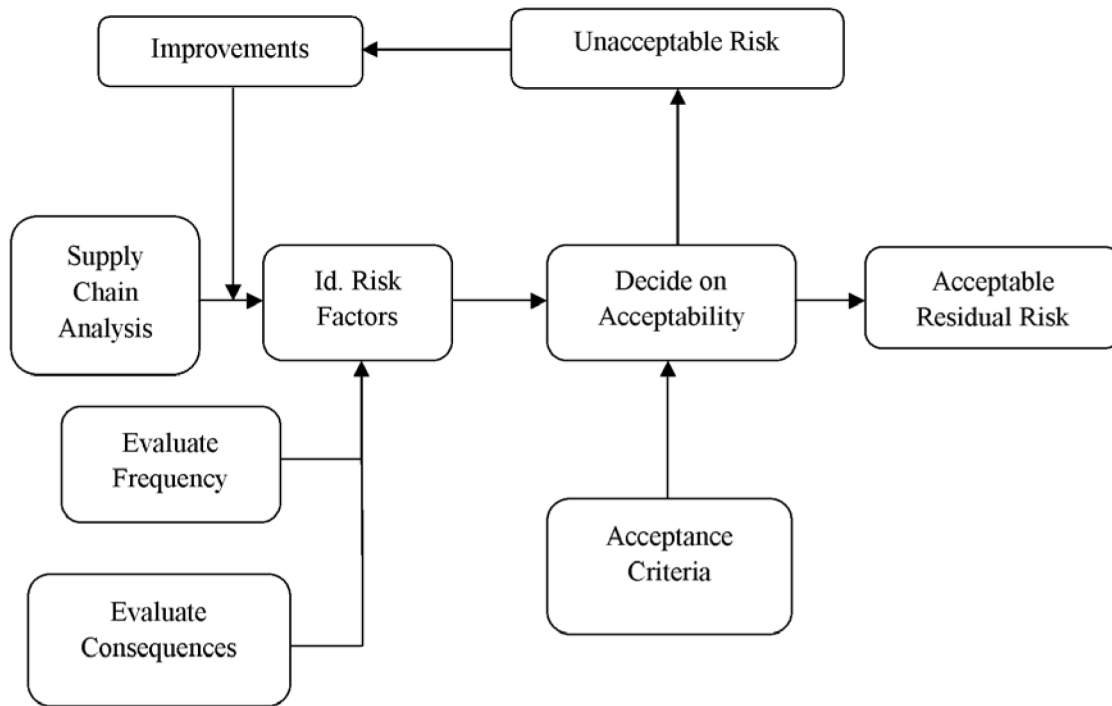 Improvements
Unacceptable Risk
Supply
Chain
Analysis
Id. Risk
Factors
Decide on
Acceptability
Acceptable
Residual Risk
Evaluate
Frequency
Acceptance
Criteria
Evaluate
Consequences